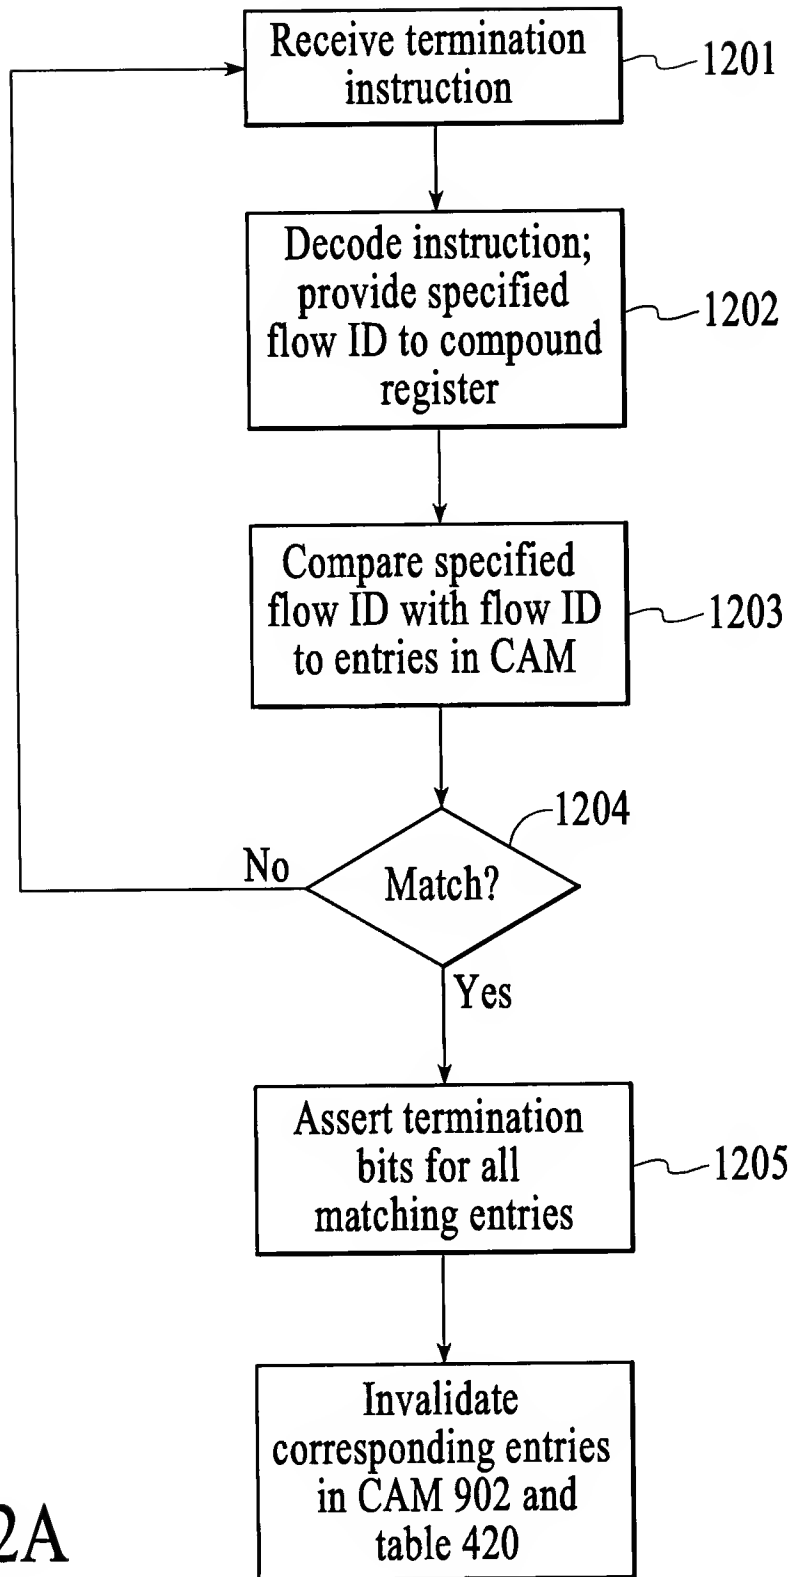 Receive termination
instruction
1201
Decode instruction;
provide specified
flow ID to compound
register
1202
Compare specified
flow ID with flow ID
to entries in CAM
1203
1204
Match?
No
Yes
Assert termination
bits for all
matching entries
1205
Invalidate
corresponding entries
in CAM 902 and
table 420
2A